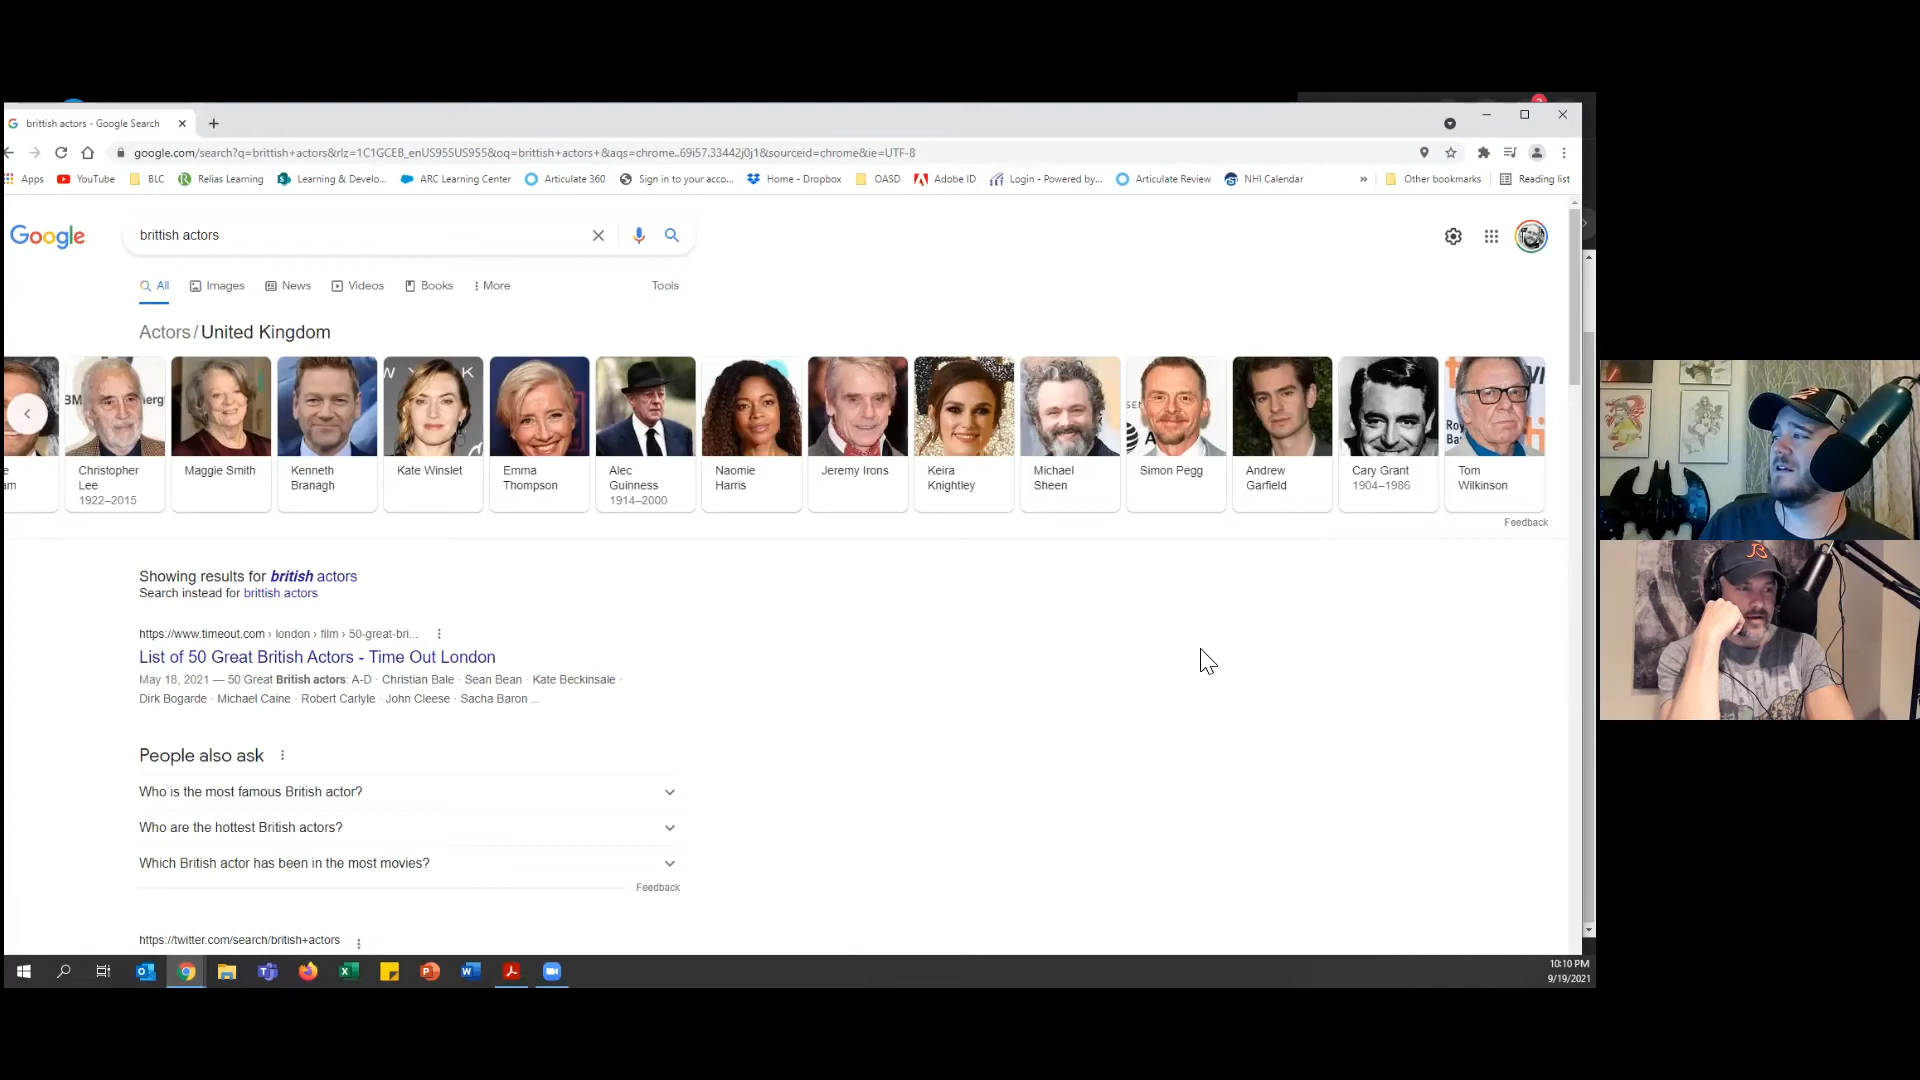 brittish actors - Google Search
google.com/search?q=brittish+actors&rlz=1C1GCEB_enUS955US955&oq=brittish+actors+&aqs=chrome..69i57.33442j0j1&sourceid=chrome&ie=UTF-8
Apps YouTube BLC Relias Learning Learning & Develo... ARC Learning Center Articulate 360 Sign in to your acco... Home - Dropbox OASD Adobe ID Login - Powered by... Articulate Review NHI Calendar » Other bookmarks Reading list
Google
brittish actors
All Images News Videos Books More Tools
Actors / United Kingdom
Christopher Lee
1922–2015
Maggie Smith
Kenneth Branagh
Kate Winslet
Emma Thompson
Alec Guinness
1914–2000
Naomie Harris
Jeremy Irons
Keira Knightley
Michael Sheen
Simon Pegg
Andrew Garfield
Cary Grant
1904–1986
Tom Wilkinson
Feedback
Showing results for british actors
Search instead for brittish actors
https://www.timeout.com › london › film › 50-great-bri...
List of 50 Great British Actors - Time Out London
May 18, 2021 — 50 Great British actors: A-D · Christian Bale · Sean Bean · Kate Beckinsale ·
Dirk Bogarde · Michael Caine · Robert Carlyle · John Cleese · Sacha Baron ...
People also ask
Who is the most famous British actor?
Who are the hottest British actors?
Which British actor has been in the most movies?
Feedback
https://twitter.com/search/british+actors
10:10 PM
9/19/2021